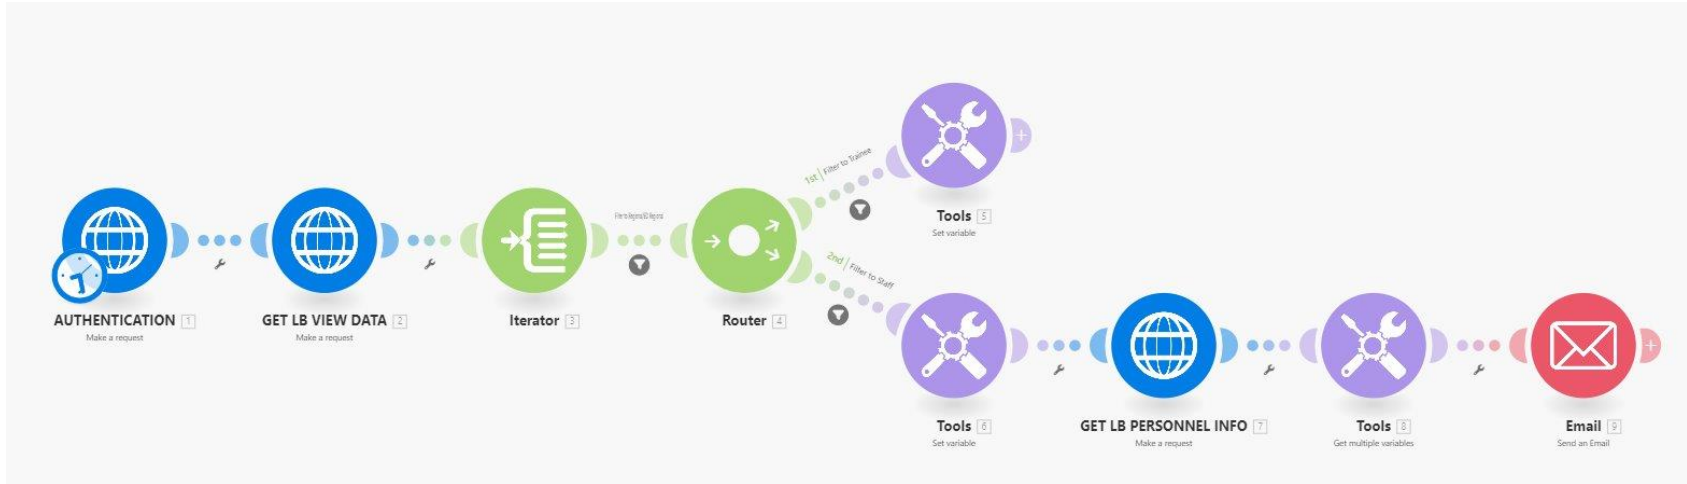 1st | Filter to Trainee
Tools 5
Set variable
AUTHENTICATION 1
Make a request
GET LB VIEW DATA 2
Make a request
Iterator 3
Router 4
2nd | Filter to Staff
Tools 6
Set variable
GET LB PERSONNEL INFO 7
Make a request
Tools 8
Get multiple variables
Email 9
Send an Email